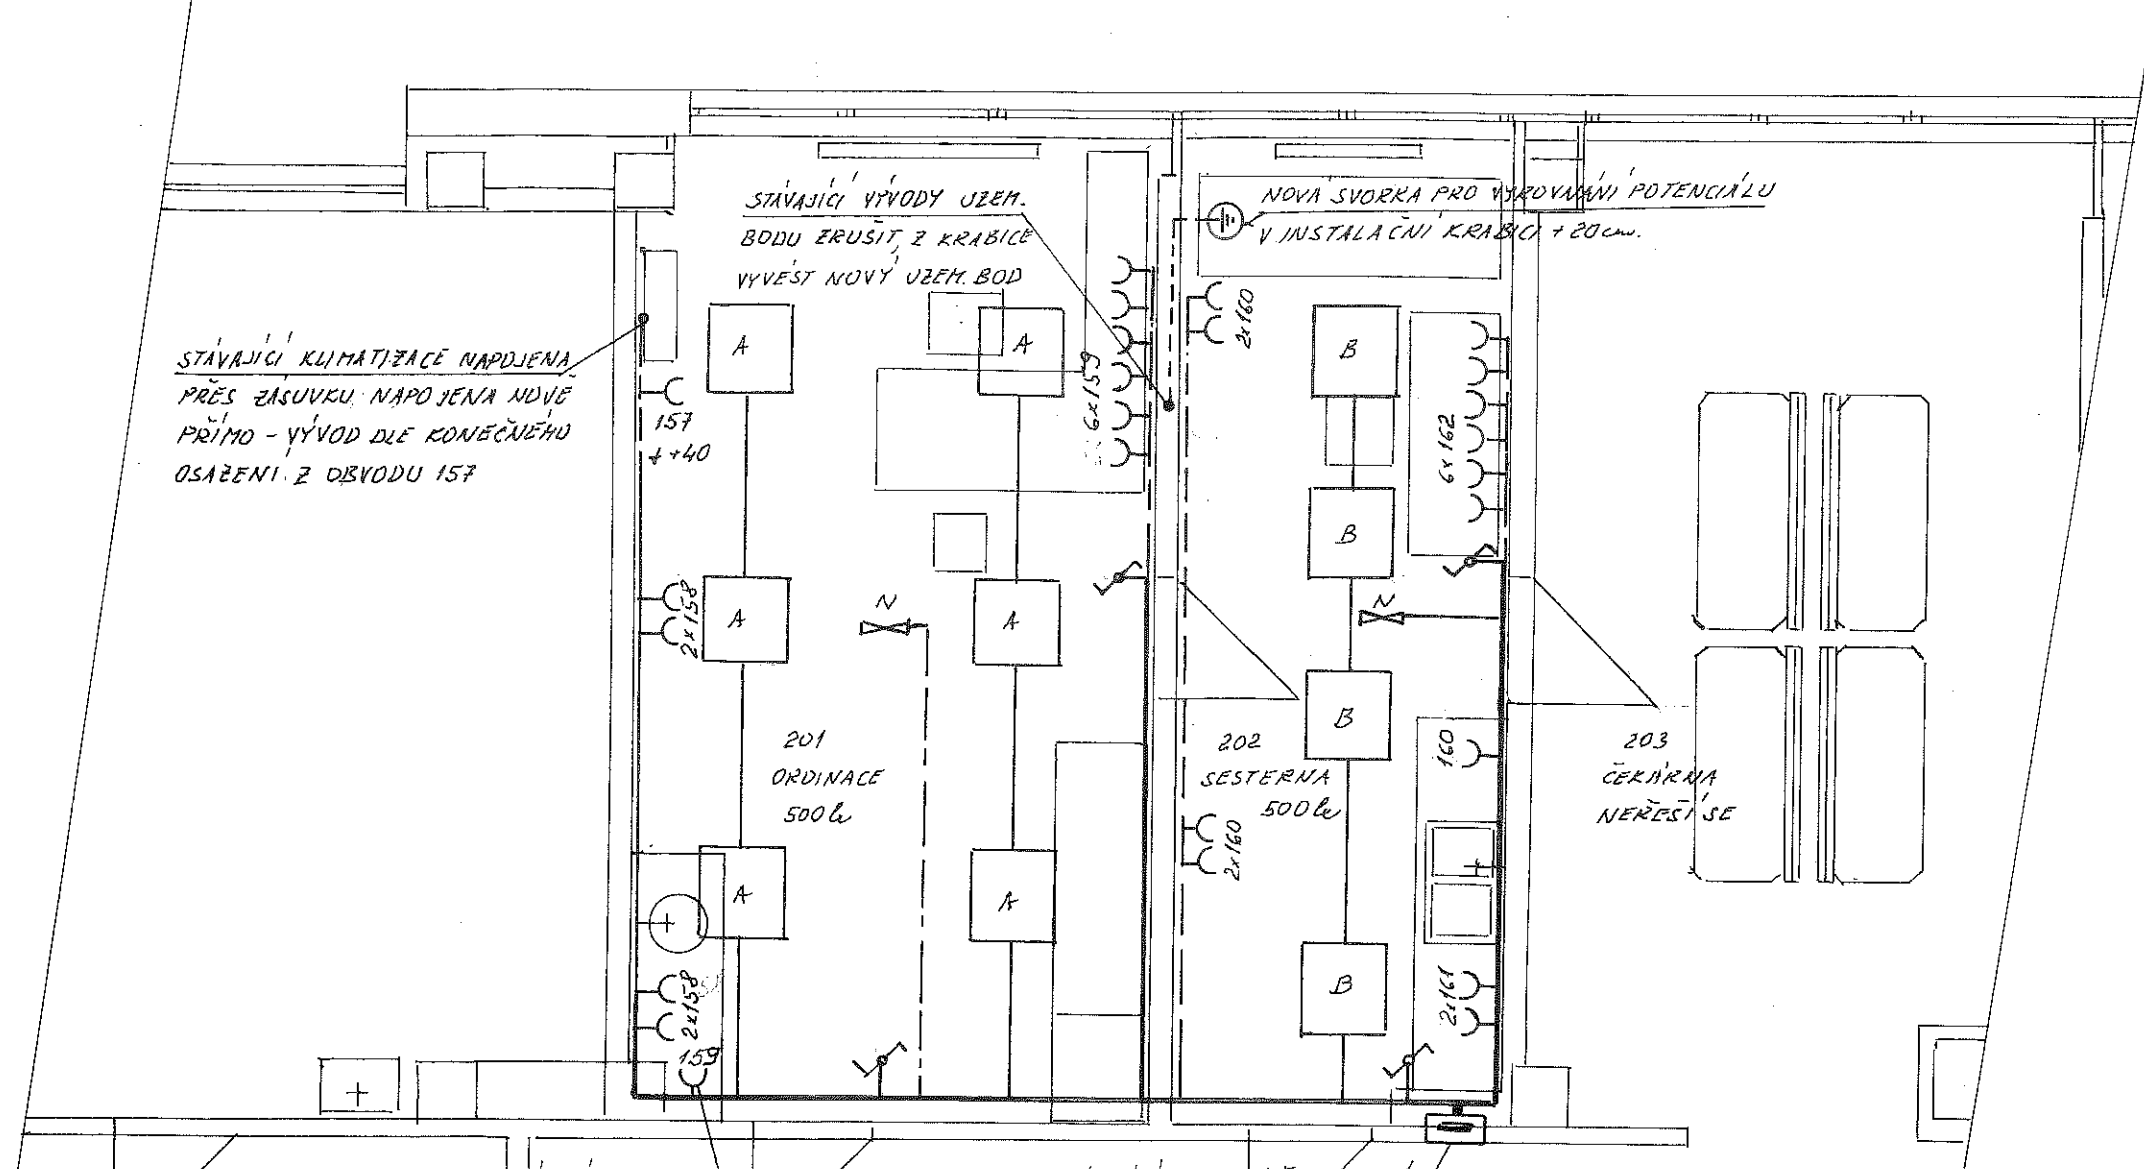 STÁVAJÍCÍ VÝVODY UZEM.
BODU ZRUŠIT, Z KRABICE
VYVÉST NOVÝ UZEM. BOD
NOVÁ SVORKA PRO VYROVNÁNÍ POTENCIÁLU
V INSTALAČNÍ KRABICI +20cm.
STÁVAJÍCÍ KLIMATIZACE NAPOJENA
PŘES ZÁSUVKU NAPOJENA NOVĚ
PŘÍMO - VÝVOD DLE KONEČNÉHO
OSAZENÍ. Z OBVODU 157
157
+40
A
A
6x159
2x160
B
6x162
B
2x158
A
A
N
N
B
201
ORDINACE
500lx
202
SESTERNA
500lx
160
203
ČEKÁRNA
NEŘEŠÍ SE
2x160
A
A
2x158
159
B
2x161